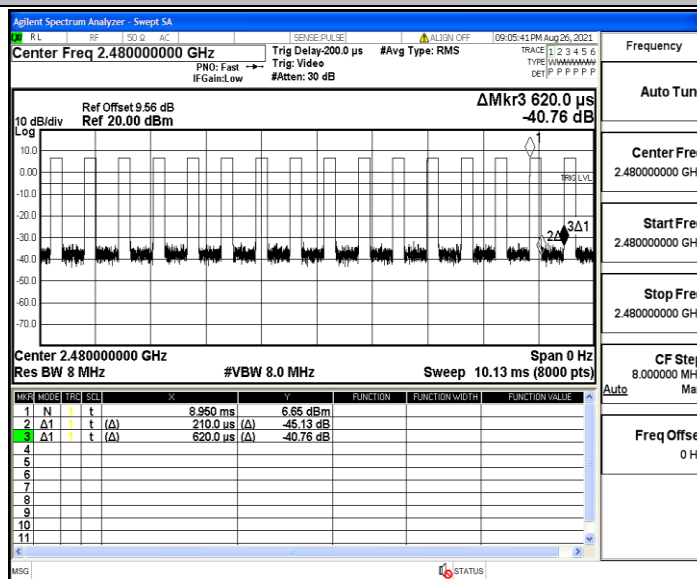 Agilent Spectrum Analyzer - Swept SA
RL RF 50 Ω AC SENSE:PULSE ALIGN OFF 09:05:41 PM Aug 26, 2021
Center Freq 2.480000000 GHz Trig Delay-200.0 µs #Avg Type: RMS TRACE 1 2 3 4 5 6
PNO: Fast Trig: Video TYPE
IFGain:Low #Atten: 30 dB DET P P P P P P
Ref Offset 9.56 dB ΔMkr3 620.0 µs
10 dB/div Ref 20.00 dBm -40.76 dB
Log
1
10.0
0.00
TRIG LVL
-10.0
-20.0
-30.0
2Δ 3Δ1
-40.0
-50.0
-60.0
-70.0
Center 2.480000000 GHz Span 0 Hz
Res BW 8 MHz #VBW 8.0 MHz Sweep 10.13 ms (8000 pts)
MKR MODE TRC SCL X Y FUNCTION FUNCTION WIDTH FUNCTION VALUE
1 N 1 t 8.950 ms 6.65 dBm
2 Δ1 1 t (Δ) 210.0 µs (Δ) -45.13 dB
3 Δ1 1 t (Δ) 620.0 µs (Δ) -40.76 dB
4
5
6
7
8
9
10
11
MSG STATUS
Frequency
Auto Tun
Center Fre
2.480000000 GH
Start Fre
2.480000000 GH
Stop Fre
2.480000000 GH
CF Step
8.000000 MH
Auto Ma
Freq Offse
0 H